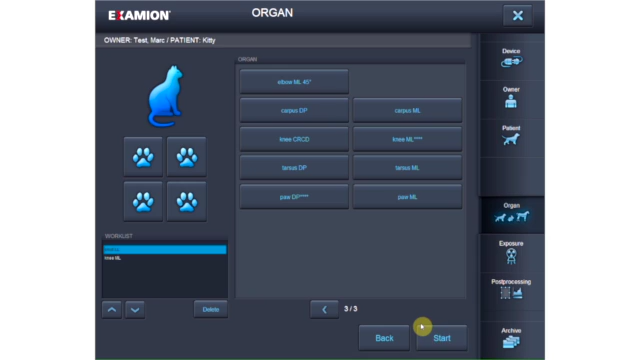 EXAMION
ORGAN
OWNER: Test, Marc / PATIENT: Kitty
ORGAN
elbow ML 45°
carpus DP
carpus ML
knee CRCD
knee ML****
tarsus DP
tarsus ML
paw DP****
paw ML
WORKLIST
knee ML
Delete
3 / 3
Back
Start
Device
Owner
Patient
Organ
Exposure
Postprocessing
Archive